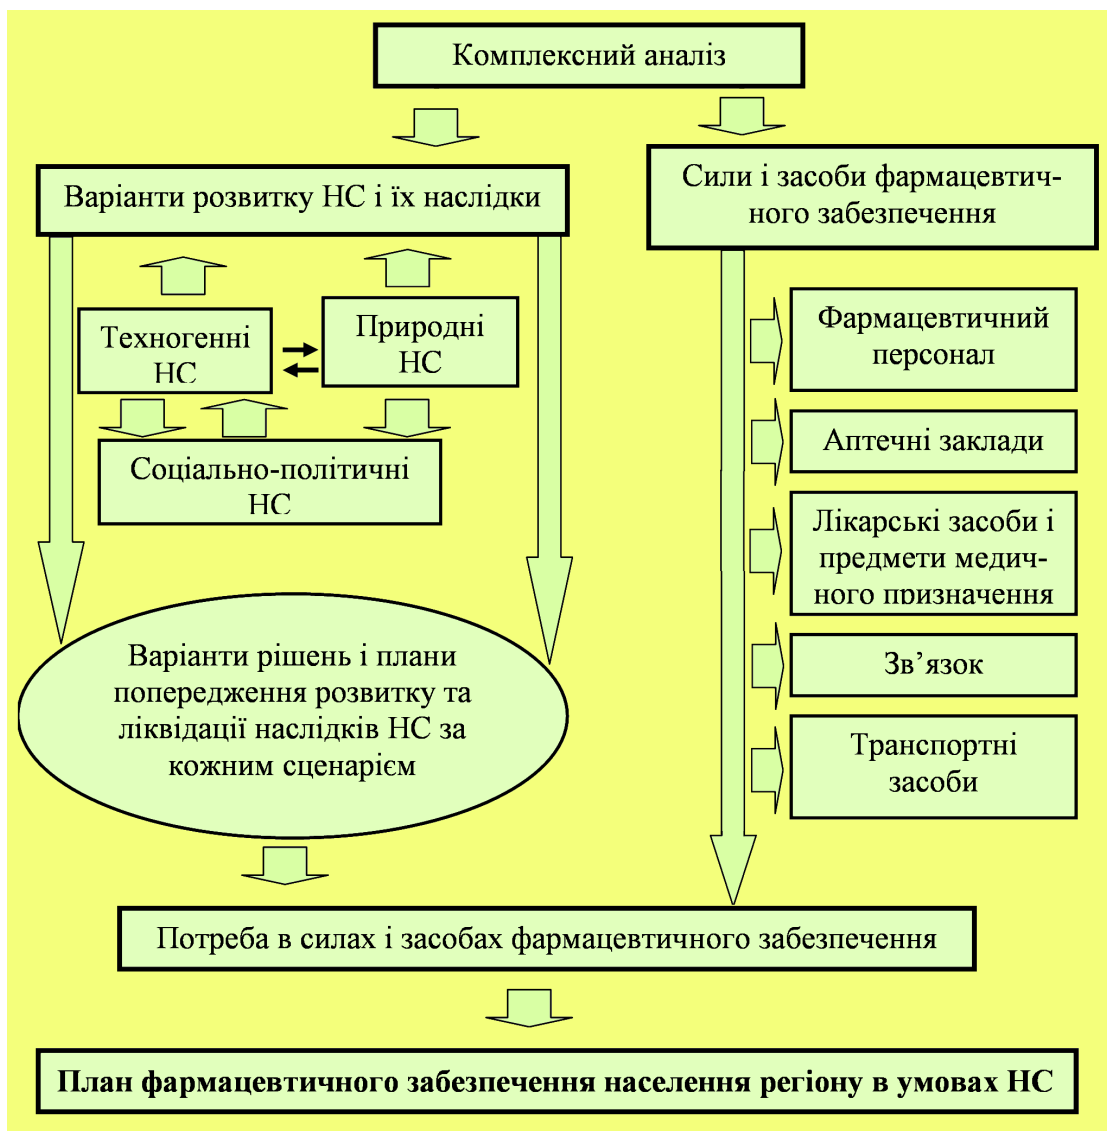 Комплексний аналіз
Варіанти розвитку НС і їх наслідки
Сили і засоби фармацевтич-
ного забезпечення
Техногенні
НС
Природні
НС
Соціально-політичні
НС
Фармацевтичний
персонал
Аптечні заклади
Лікарські засоби і
предмети медич-
ного призначення
Зв’язок
Транспортні
засоби
Варіанти рішень і плани
попередження розвитку та
ліквідації наслідків НС за
кожним сценарієм
Потреба в силах і засобах фармацевтичного забезпечення
План фармацевтичного забезпечення населення регіону в умовах НС